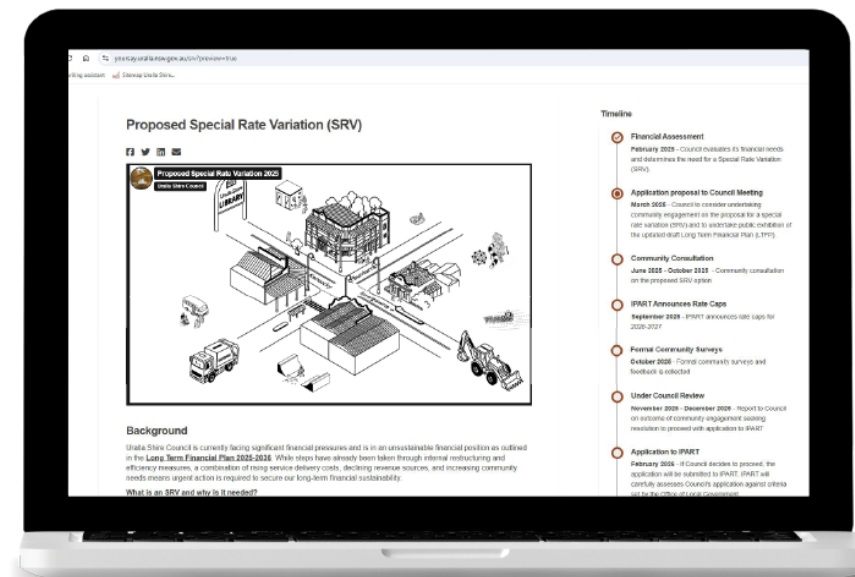 yoursay.uralla.nsw.gov.au/srv?preview=true
writing assistant
Sitemap Uralla Shire...
Proposed Special Rate Variation (SRV)
Proposed Special Rate Variation 2025
Uralla Shire Council
Uralla Shire
LIBRARY
Background
Uralla Shire Council is currently facing significant financial pressures and is in an unsustainable financial position as outlined
in the Long Term Financial Plan 2025-2035. While steps have already been taken through internal restructuring and
efficiency measures, a combination of rising service delivery costs, declining revenue sources, and increasing community
needs means urgent action is required to secure our long-term financial sustainability.
What is an SRV and why is it needed?
Timeline
Financial Assessment
February 2025 - Council evaluates its financial needs
and determines the need for a Special Rate Variation
(SRV).
Application proposal to Council Meeting
March 2025 - Council to consider undertaking
community engagement on the proposal for a special
rate variation (SRV) and to undertake public exhibition of
the updated draft Long Term Financial Plan (LTFP).
Community Consultation
June 2025 - October 2025 - Community consultation
on the proposed SRV option
IPART Announces Rate Caps
September 2025 - IPART announces rate caps for
2026-2027
Formal Community Surveys
October 2025 - Formal community surveys and
feedback is collected
Under Council Review
November 2025 - December 2025 - Report to Council
on outcome of community engagement seeking
resolution to proceed with application to IPART
Application to IPART
February 2026 - If Council decides to proceed, the
application will be submitted to IPART. IPART will
carefully assesses Council's application against criteria
set by the Office of Local Government